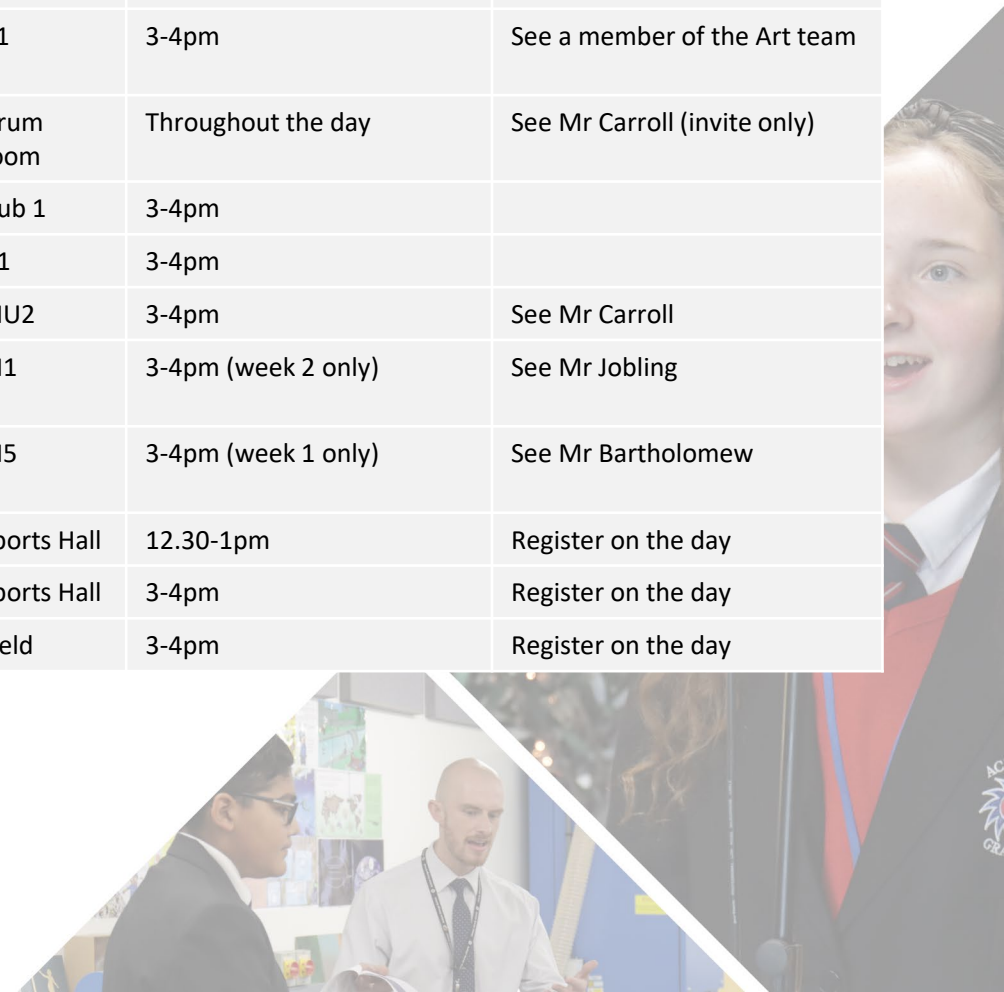 1 3-4pm See a member of the Art team
rum Throughout the day See Mr Carroll (invite only)
oom
ub 1 3-4pm
1 3-4pm
IU2 3-4pm See Mr Carroll
I1 3-4pm (week 2 only) See Mr Jobling
I5 3-4pm (week 1 only) See Mr Bartholomew
ports Hall 12.30-1pm Register on the day
ports Hall 3-4pm Register on the day
eld 3-4pm Register on the day